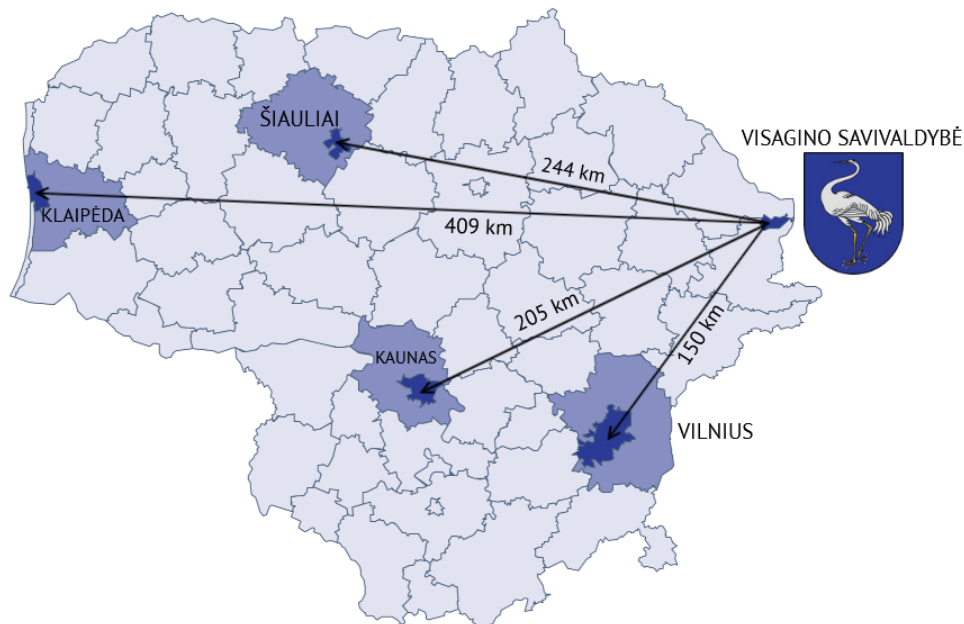 ŠIAULIAI
VISAGINO SAVIVALDYBĖ
244 km
KLAIPĖDA
409 km
205 km
150 km
KAUNAS
VILNIUS